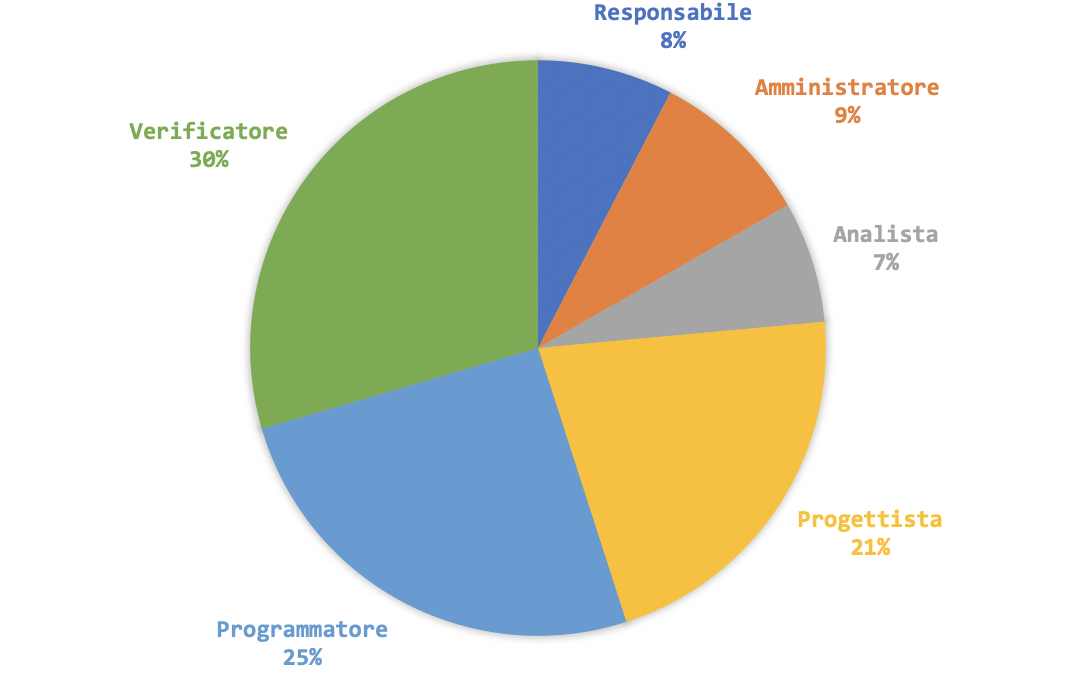 Responsabile
8%
Amministratore
9%
Analista
7%
Progettista
21%
Programmatore
25%
Verificatore
30%